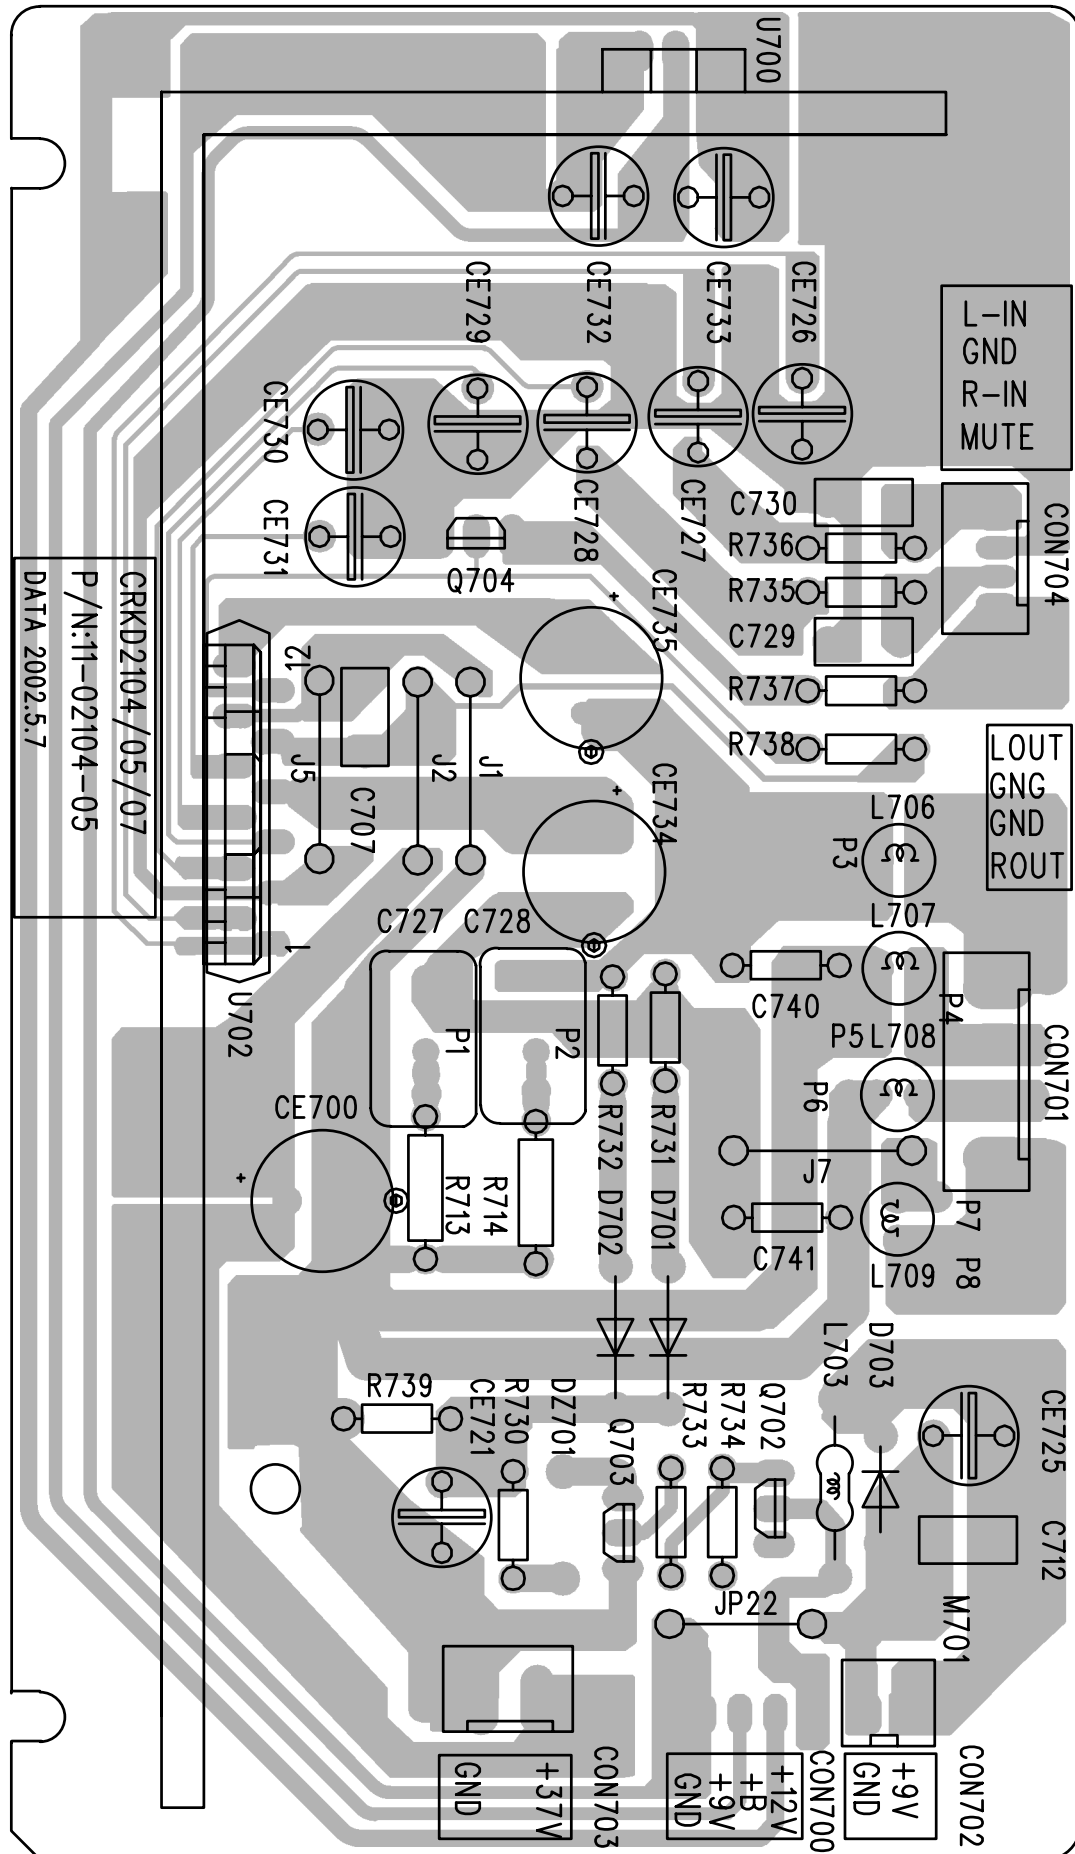 U700
CE729
CE732
CE733
CE726
L-IN
GND
R-IN
MUTE
CE730
CE731
CE728
CE727
C730
R736
R735
C729
R737
R738
CON704
Q704
CE735
CE734
CRKD2104/05/07
P/N:11-02104-05
DATA 2002.5.7
12
J5
C707
J2
J1
1
U702
LOUT
GNG
GND
ROUT
L706
P3
L707
P4
C740
P5
L708
P6
CON701
C727
C728
P1
P2
CE700
R713
R714
R732
R731
D702
D701
J7
C741
L709
P7
P8
R739
CE721
R730
DZ701
Q703
R733
R734
Q702
L703
D703
CE725
C712
JP22
M701
GND
+37V
CON703
GND
+9V
+B
+12V
CON700
GND
+9V
CON702
+
+
+